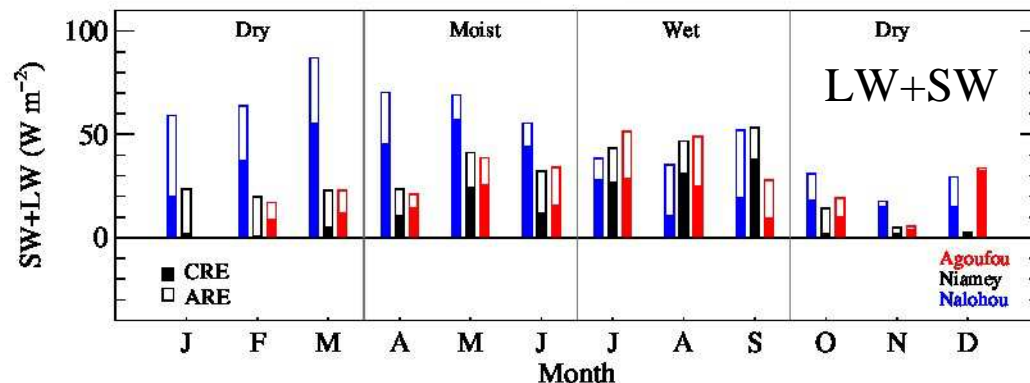 100
Dry Moist Wet Dry
LW+SW
SW+LW (W m⁻²)
50
0
CRE
ARE
Agoufou
Niamey
Nalohou
J F M A M J J A S O N D
Month